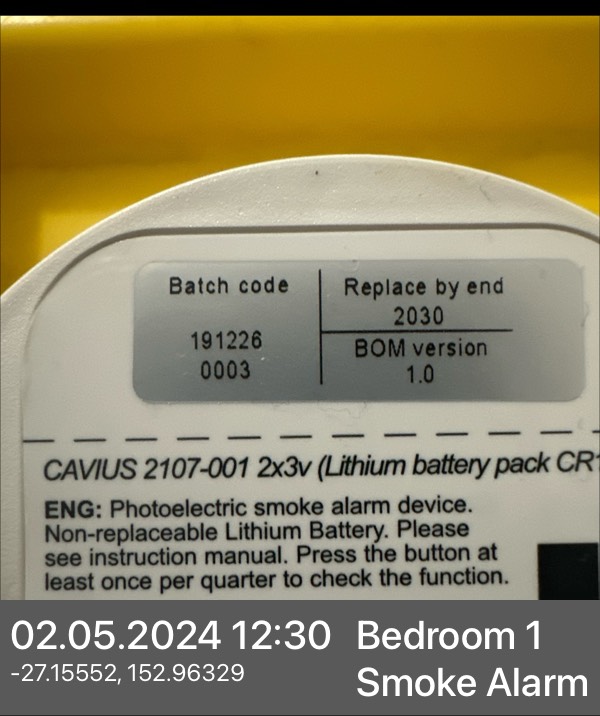 Batch code
191226
0003
Replace by end
2030
BOM version
1.0
CAVIUS 2107-001 2x3v (Lithium battery pack
ENG: Photoelectric smoke alarm device.
Non-replaceable Lithium Battery. Please
see instruction manual. Press the button at
least once per quarter to check the function.
02.05.2024 12:30
-27.15552, 152.96329
Bedroom 1
Smoke Alarm